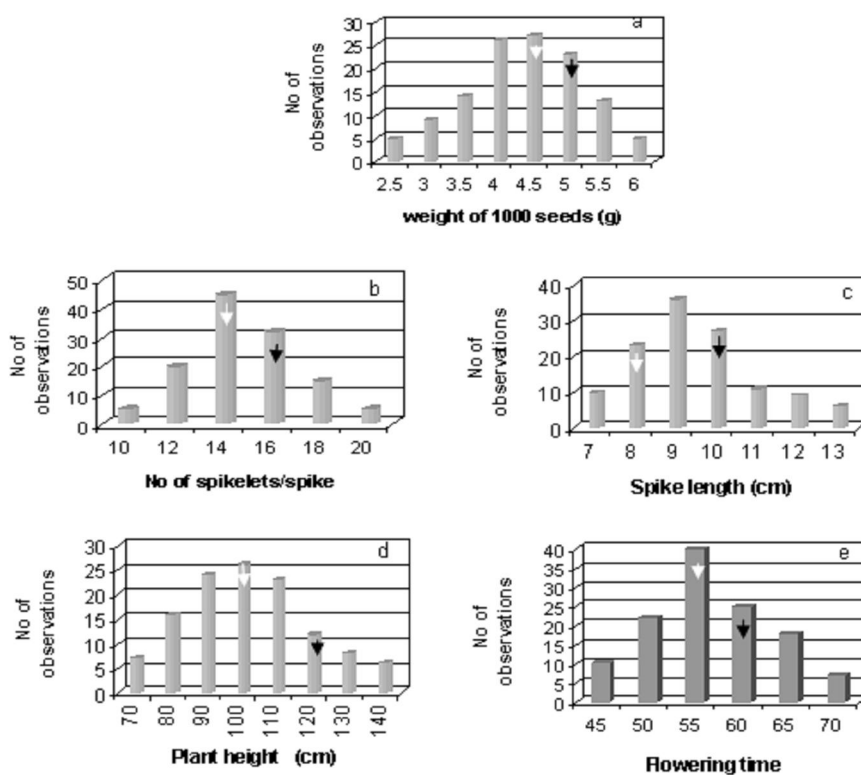 a
No of
observations
30
25
20
15
10
5
0
2.5 3 3.5 4 4.5 5 5.5 6
weight of 1000 seeds (g)
b
No of
observations
50
40
30
20
10
0
10 12 14 16 18 20
No of spikelets/spike
c
No of
observations
40
30
20
10
0
7 8 9 10 11 12 13
Spike length (cm)
d
No of
observations
30
25
20
15
10
5
0
70 80 90 100 110 120 130 140
Plant height (cm)
e
No of
observations
40
35
30
25
20
15
10
5
0
45 50 55 60 65 70
Flowering time